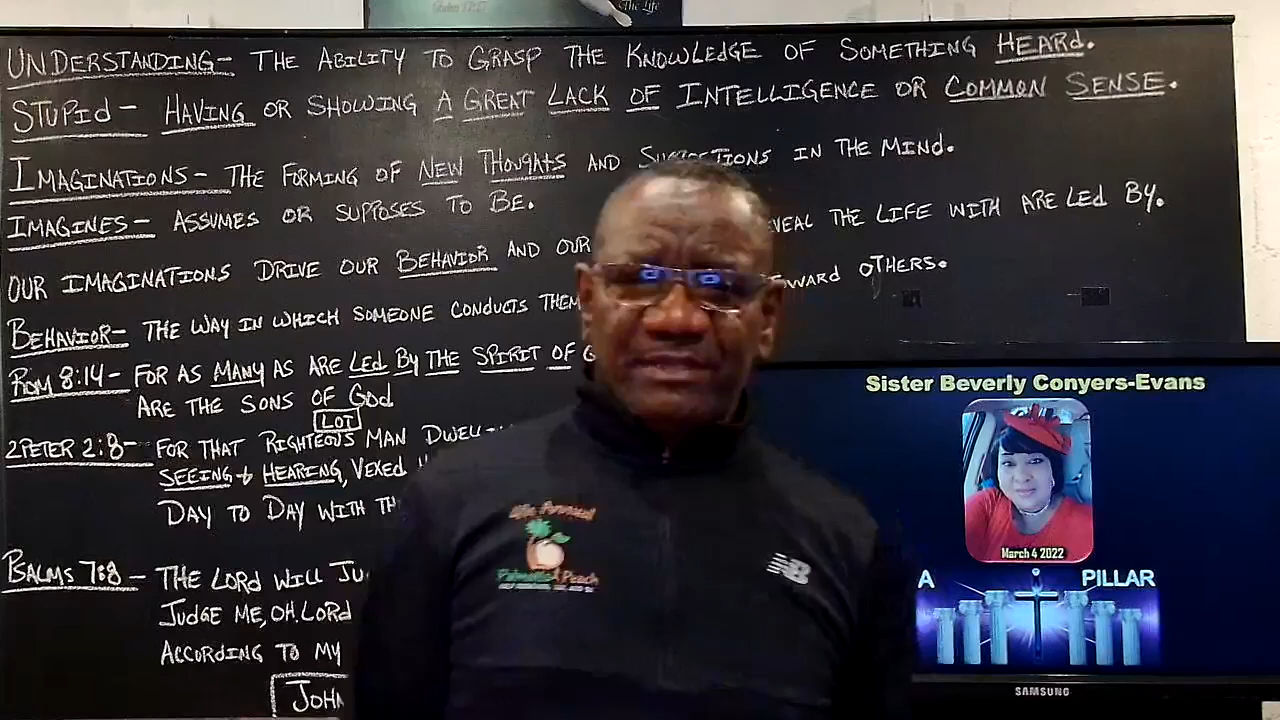 The Life
UNDERSTANDING- THE ABILITY TO GRASP THE KNOWLEDGE OF SOMETHING HEARD.
STUPID- HAVING OR SHOWING A GREAT LACK OF INTELLIGENCE OR COMMON SENSE.
IMAGINATIONS- THE FORMING OF NEW THOUGHTS AND SUGGESTIONS IN THE MIND.
IMAGINES- ASSUMES OR SUPPOSES TO BE.
OUR IMAGINATIONS DRIVE OUR BEHAVIOR AND OUR THE LIFE WITH ARE LED BY.
BEHAVIOR- THE WAY IN WHICH SOMEONE CONDUCTS OTHERS.
ROM 8:14- FOR AS MANY AS ARE LED BY THE SPIRIT OF
ARE THE SONS OF GOD
LOT
2PETER 2:8- FOR THAT RIGHTEOUS MAN
SEEING + HEARING, VEXED
DAY TO DAY WITH
PSALMS 7:8- THE LORD WILL
JUDGE ME, OH.LORD
ACCORDING TO MY
Sister Beverly Conyers-Evans
March 4 2022
A PILLAR
Peach
NB
SAMSUNG